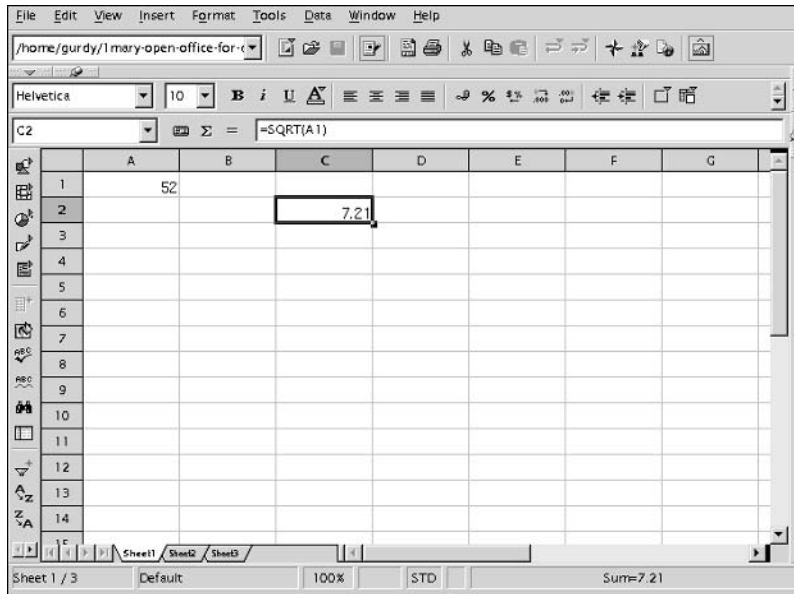 File Edit View Insert Format Tools Data Window Help
/home/gurdy/1mary-open-office-for-
Helvetica 10 B i U A
C2 Σ = =SQRT(A1)
A B C D E F G
1 52
2 7.21
3
4
5
6
7
8
9
10
11
12
13
14
15
Sheet1 Sheet2 Sheet3
Sheet 1 / 3 Default 100% STD Sum=7.21